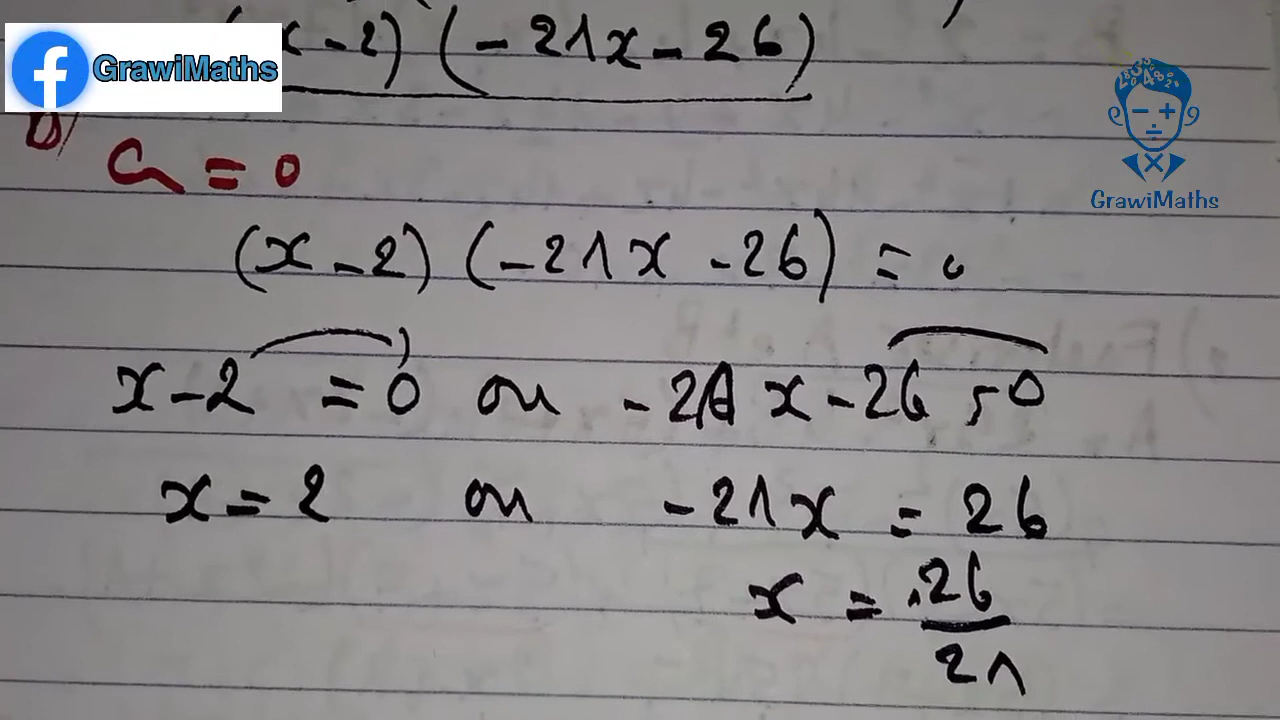 x - 2) (- 21x - 26)
GrawiMaths
GrawiMaths
C = 0
(x - 2) (- 21x - 26) = 0
x - 2 = 0 ou - 21x - 26 = 0
x = 2 ou - 21x = 26
x = - 26/21